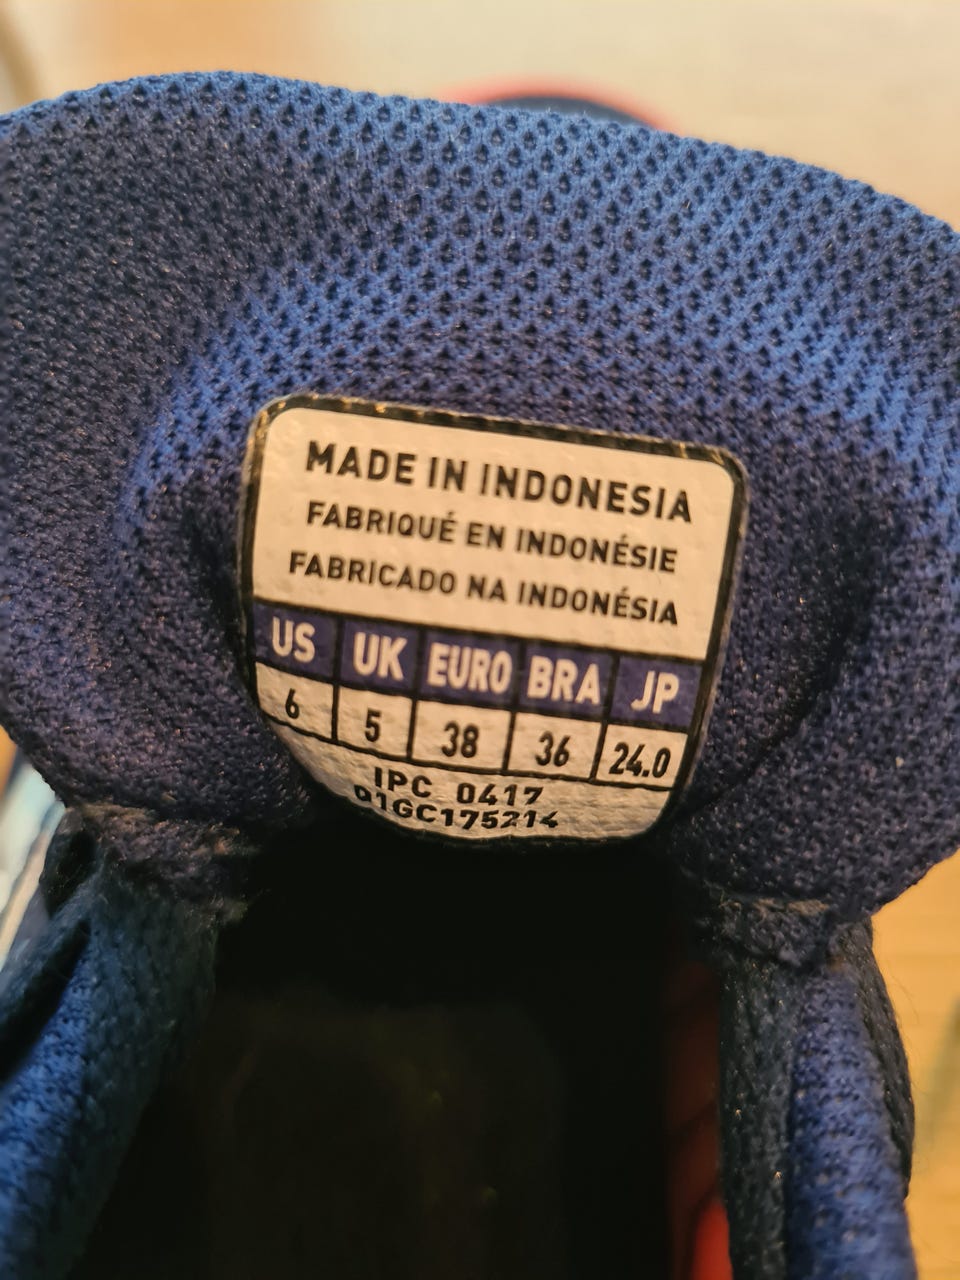 MADE IN INDONESIA
FABRIQUÉ EN INDONÉSIE
FABRICADO NA INDONÉSIA
US UK EURO BRA JP
6 5 38 36 24.0
IPC 0417
01GC175214